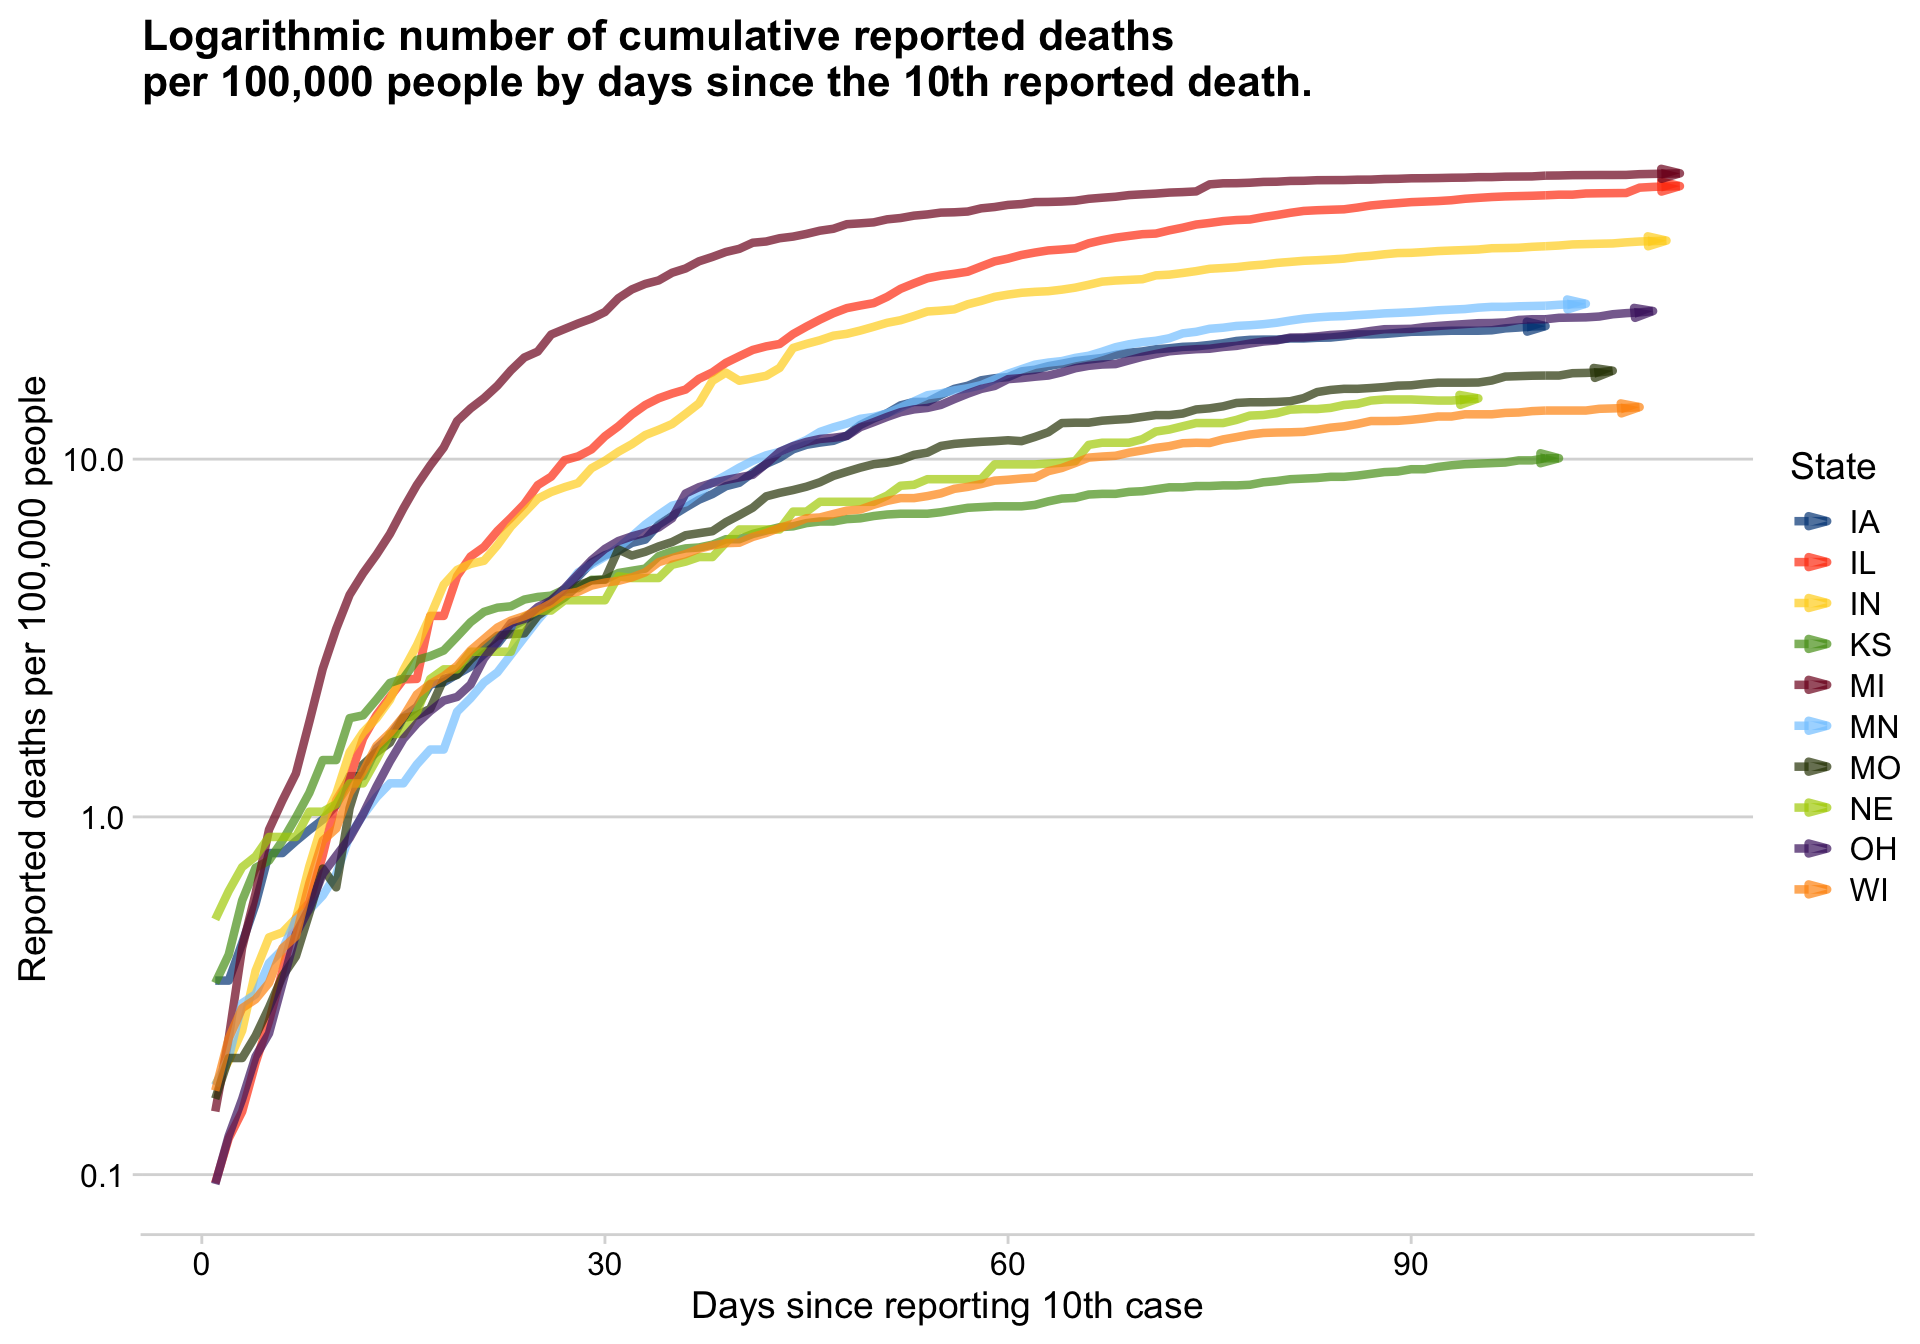 Logarithmic number of cumulative reported deaths
per 100,000 people by days since the 10th reported death.
Reported deaths per 100,000 people
10.0
1.0
0.1
0
30
60
90
Days since reporting 10th case
State
IA
IL
IN
KS
MI
MN
MO
NE
OH
WI